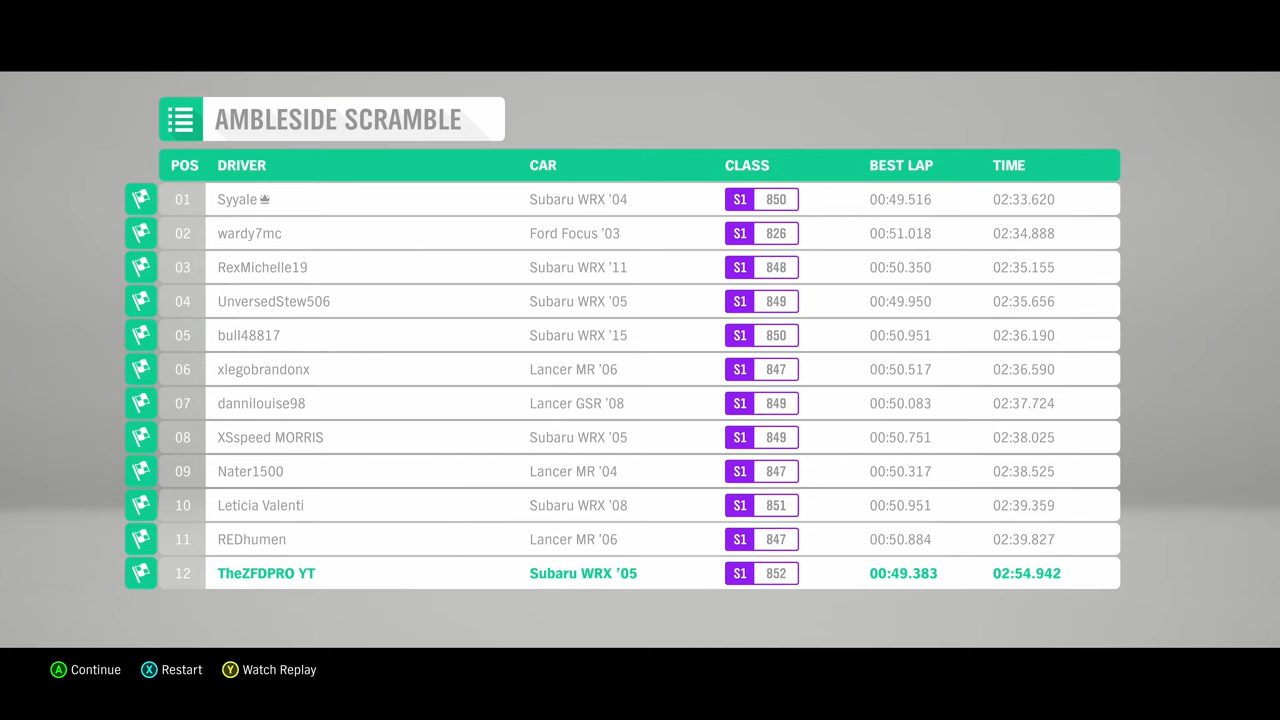 AMBLESIDE SCRAMBLE
POS DRIVER CAR CLASS BEST LAP TIME
01 Syyale Subaru WRX ’04 S1 850 00:49.516 02:33.620
02 wardy7mc Ford Focus ’03 S1 826 00:51.018 02:34.888
03 RexMichelle19 Subaru WRX ’11 S1 848 00:50.350 02:35.155
04 UnversedStew506 Subaru WRX ’05 S1 849 00:49.950 02:35.656
05 bull48817 Subaru WRX ’15 S1 850 00:50.951 02:36.190
06 xlegobrandonx Lancer MR ’06 S1 847 00:50.517 02:36.590
07 dannilouise98 Lancer GSR ’08 S1 849 00:50.083 02:37.724
08 XSspeed MORRIS Subaru WRX ’05 S1 849 00:50.751 02:38.025
09 Nater1500 Lancer MR ’04 S1 847 00:50.317 02:38.525
10 Leticia Valenti Subaru WRX ’08 S1 851 00:50.951 02:39.359
11 REDhumen Lancer MR ’06 S1 847 00:50.884 02:39.827
12 TheZFDPRO YT Subaru WRX ’05 S1 852 00:49.383 02:54.942
A Continue X Restart Y Watch Replay